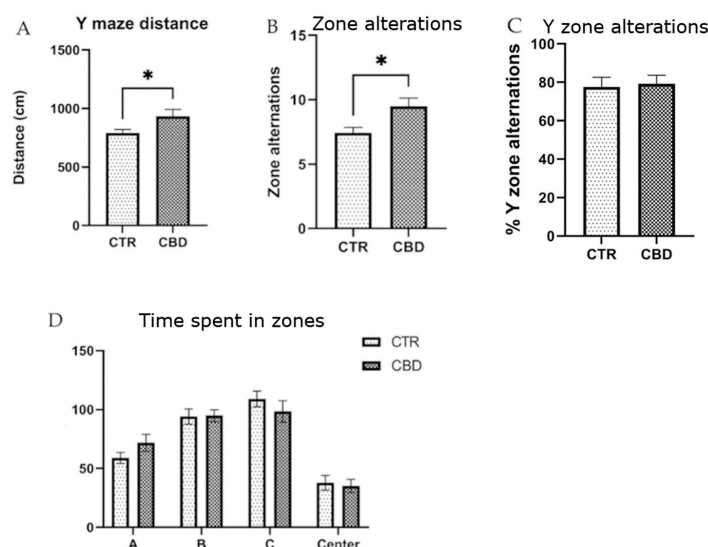 A
Y maze distance
Distance (cm)
1500
1000
500
0
*
CTR
CBD
B
Zone alterations
Zone alternations
15
10
5
0
*
CTR
CBD
C
Y zone alterations
% Y zone alternations
100
80
60
40
20
0
CTR
CBD
D
Time spent in zones
150
100
50
0
A
B
C
Center
CTR
CBD